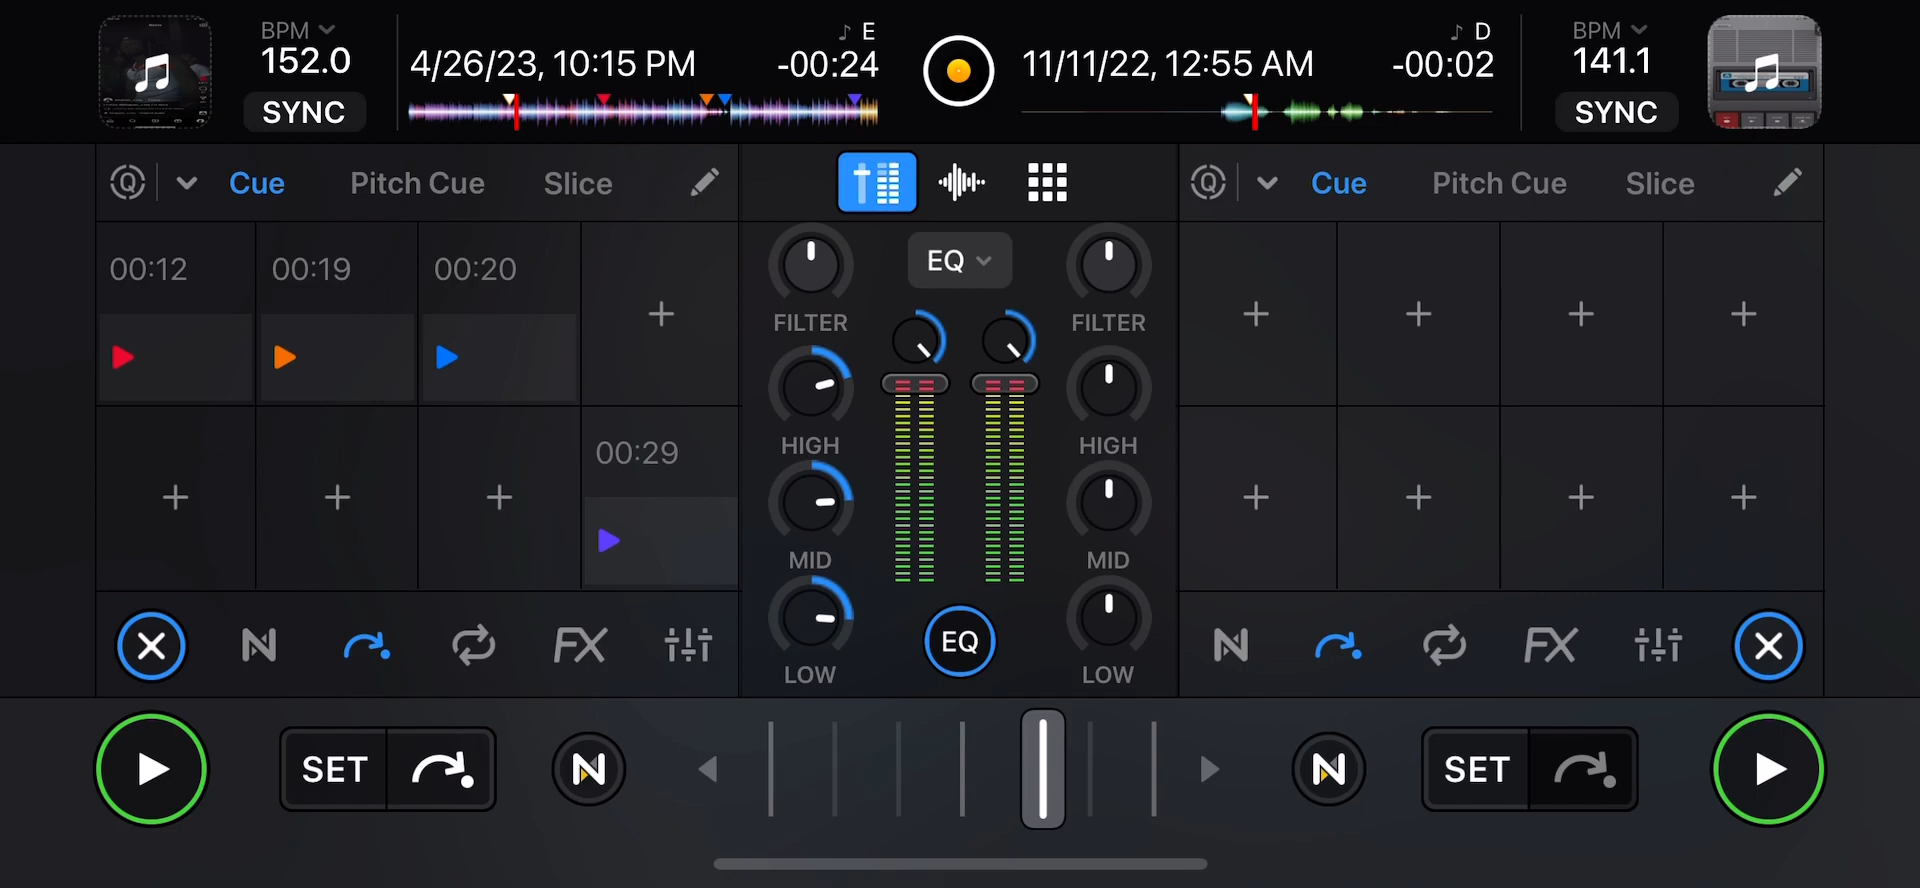 BPM
152.0
SYNC
4/26/23, 10:15 PM
E
-00:24
11/11/22, 12:55 AM
D
-00:02
BPM
141.1
SYNC
Q
Cue
Pitch Cue
Slice
Q
Cue
Pitch Cue
Slice
00:12
00:19
00:20
00:29
EQ
FILTER
HIGH
MID
LOW
FILTER
HIGH
MID
LOW
EQ
N
FX
N
FX
SET
N
N
SET